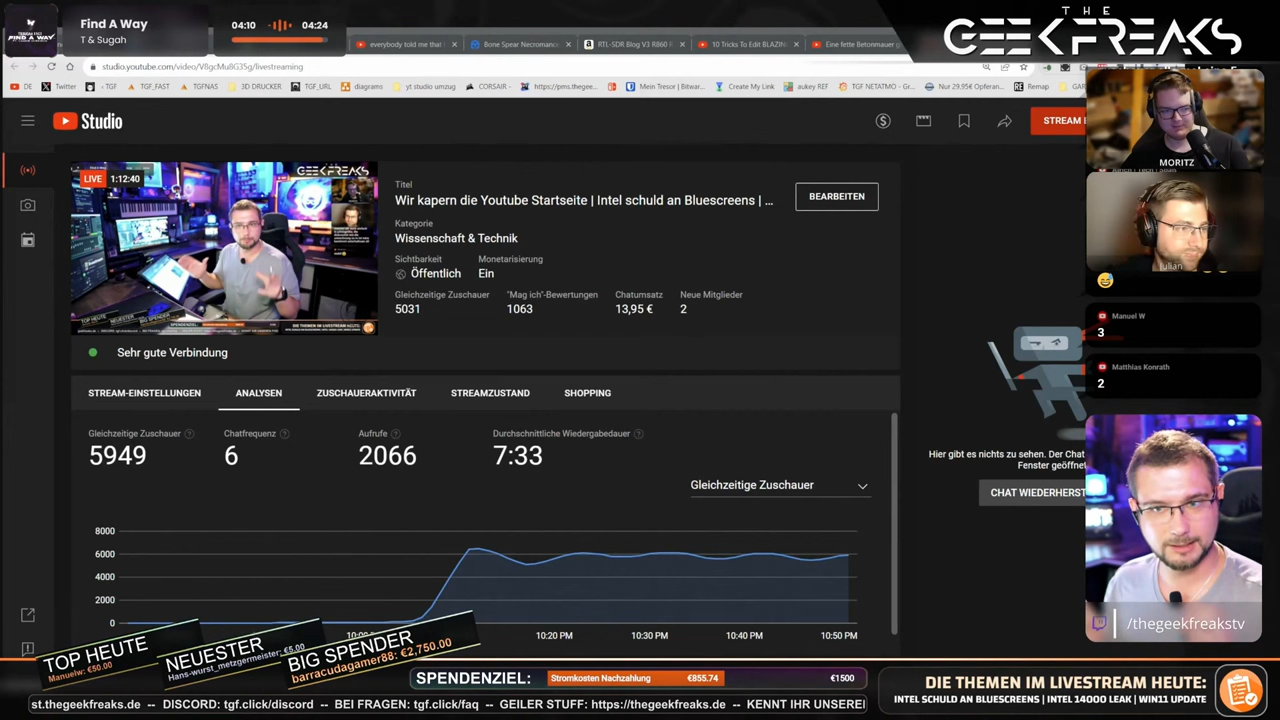 FIND A WAY
Find A Way
T & Sugah
04:10
04:24
everybody told me that
Bone Spear Necromanc
RTL-SDR Blog V3 R860
10 Tricks To Edit BLAZIN
Eine fette Betonmauer
THE
GEEKFREAKS
studio.youtube.com/video/V8gcMu8G35g/livestreaming
DE
Twitter
TGF
TGF_FAST
TGFNAS
3D DRUCKER
TGF_URL
diagrams
yt studio umzug
CORSAIR -
https://pms.thegee...
Mein Tresor | Bitwar...
Create My Link
aukey REF
TGF NETATMO - Gr...
Nur 29,95€ Opferan...
Remap
GAR
Studio
STREAM
LIVE
1:12:40
GEEKFREAKS
Titel
Wir kapern die Youtube Startseite | Intel schuld an Bluescreens | ...
BEARBEITEN
Kategorie
Wissenschaft & Technik
Sichtbarkeit
Monetarisierung
Öffentlich
Ein
Gleichzeitige Zuschauer
"Mag ich"-Bewertungen
Chatumsatz
Neue Mitglieder
5031
1063
13,95 €
2
Sehr gute Verbindung
STREAM-EINSTELLUNGEN
ANALYSEN
ZUSCHAUERAKTIVITÄT
STREAMZUSTAND
SHOPPING
Gleichzeitige Zuschauer
Chatfrequenz
Aufrufe
Durchschnittliche Wiedergabedauer
5949
6
2066
7:33
Gleichzeitige Zuschauer
8000
6000
4000
2000
0
10:20 PM
10:30 PM
10:40 PM
10:50 PM
Hier gibt es nichts zu sehen. Der Chat
Fenster geöffne
CHAT WIEDERHERST
MORITZ
Julian
Manuel W
3
Matthias Konrath
2
/thegeekfreakstv
TOP HEUTE
Manuelw: €50.00
NEUESTER
Hans-wurst_metzgermeister: €5.00
BIG SPENDER
barracudagamer88: €2,750.00
SPENDENZIEL:
Stromkosten Nachzahlung
€855.74
€1500
DIE THEMEN IM LIVESTREAM HEUTE:
INTEL SCHULD AN BLUESCREENS | INTEL 14000 LEAK | WIN11 UPDATE
st.thegeekfreaks.de -- DISCORD: tgf.click/discord -- BEI FRAGEN: tgf.click/faq -- GEILER STUFF: https://thegeekfreaks.de -- KENNT IHR UNSEREI